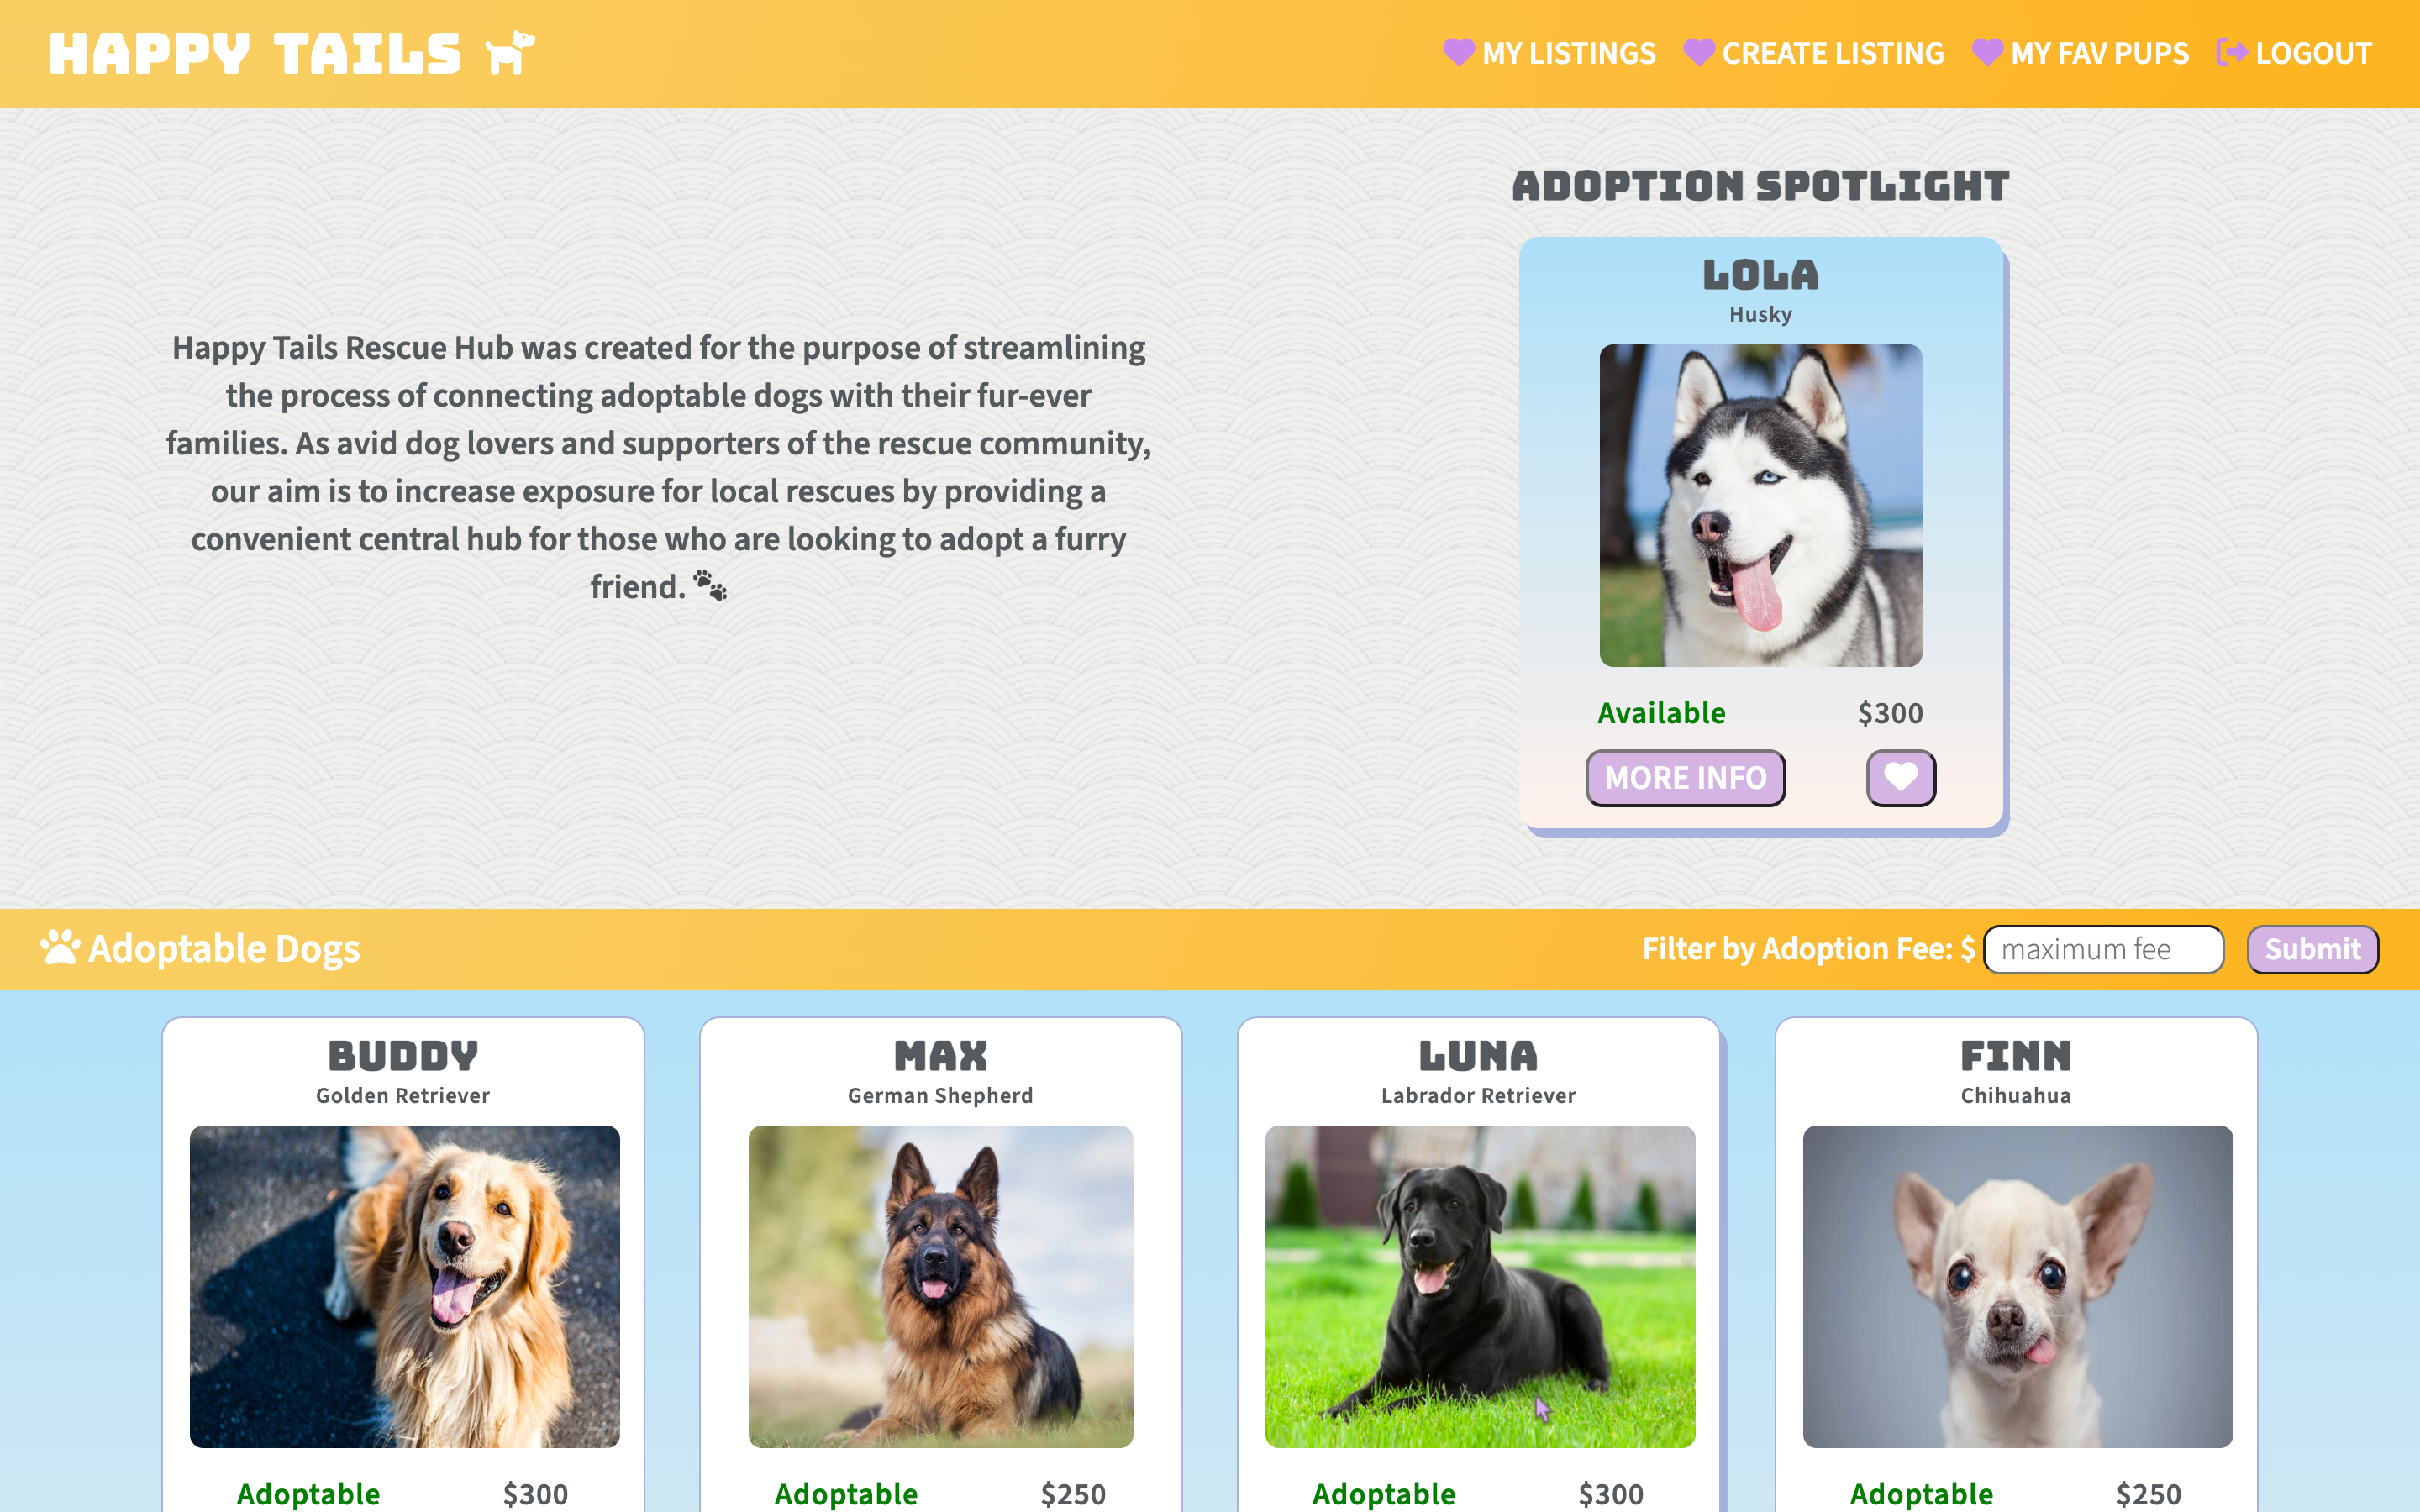 HAPPY TAILS
MY LISTINGS CREATE LISTING MY FAV PUPS LOGOUT
Happy Tails Rescue Hub was created for the purpose of streamlining
the process of connecting adoptable dogs with their fur-ever
families. As avid dog lovers and supporters of the rescue community,
our aim is to increase exposure for local rescues by providing a
convenient central hub for those who are looking to adopt a furry
friend.
ADOPTION SPOTLIGHT
LOLA
Husky
Available $300
MORE INFO
Adoptable Dogs
Filter by Adoption Fee: $ maximum fee Submit
BUDDY
Golden Retriever
Adoptable $300
MAX
German Shepherd
Adoptable $250
LUNA
Labrador Retriever
Adoptable $300
FINN
Chihuahua
Adoptable $250